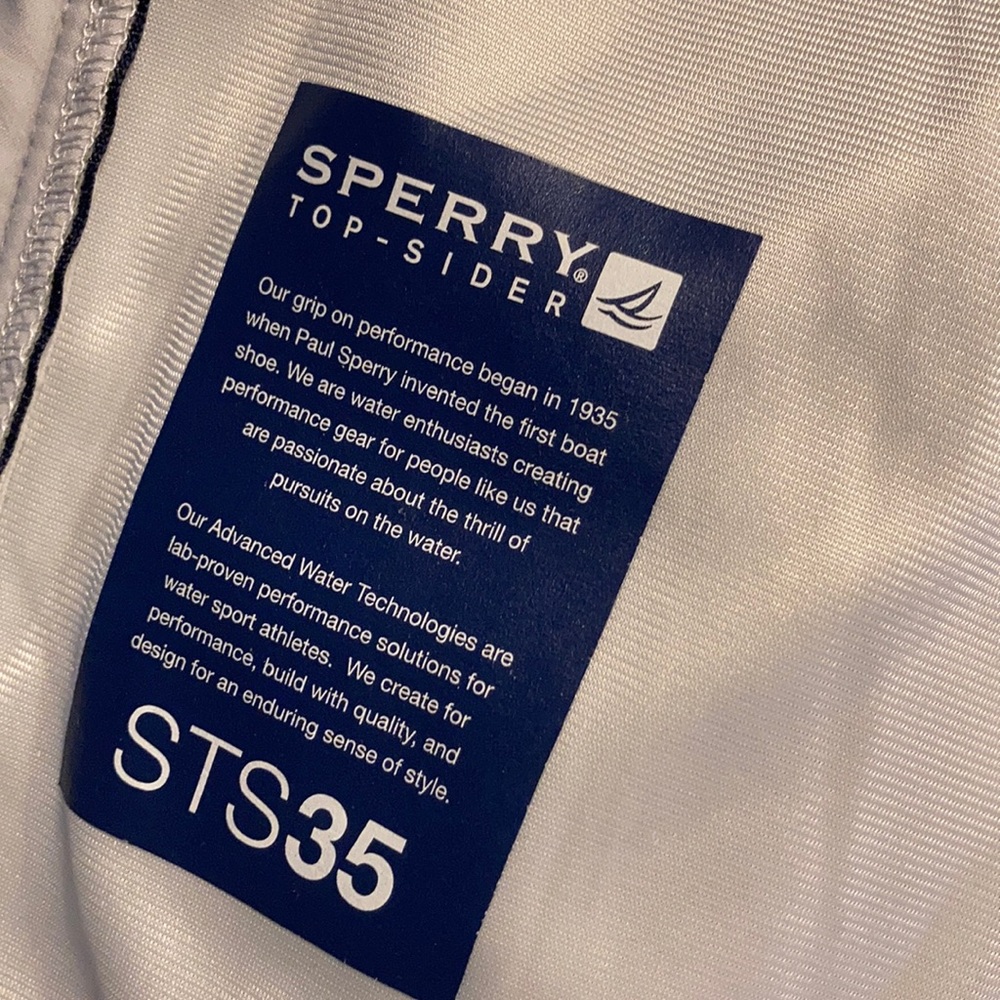 SPERRY®
TOP-SIDER
Our grip on performance began in 1935
when Paul Sperry invented the first boat
shoe. We are water enthusiasts creating
performance gear for people like us that
are passionate about the thrill of
pursuits on the water.
Our Advanced Water Technologies are
lab-proven performance solutions for
water sport athletes. We create for
performance, build with quality, and
design for an enduring sense of style.
STS35